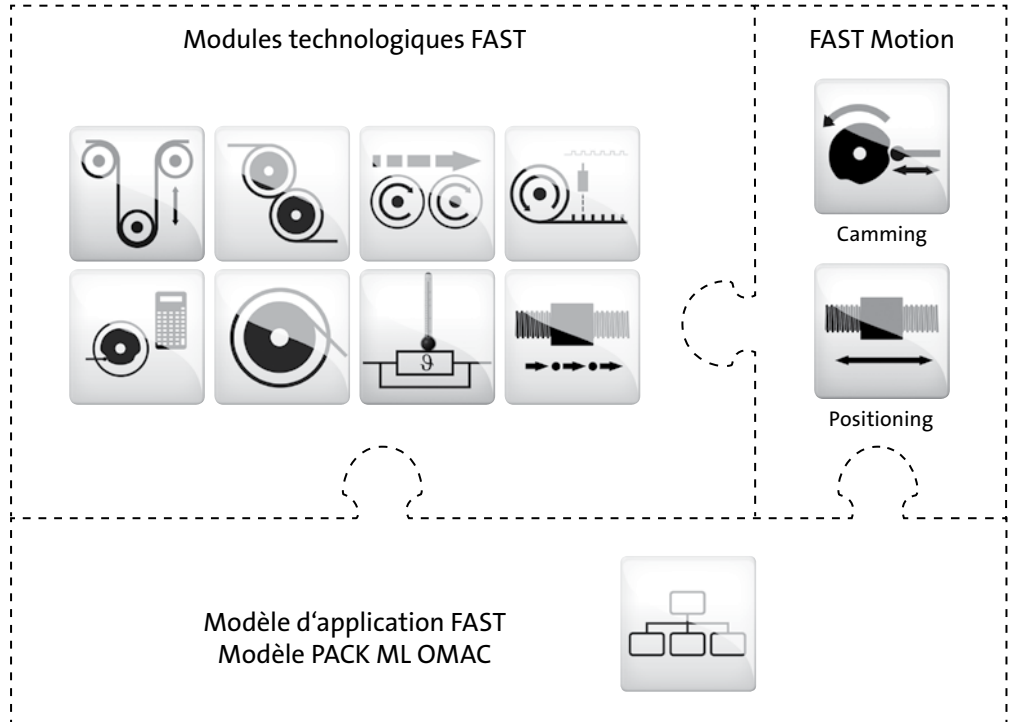 Modules technologiques FAST
FAST Motion
Camming
ϑ
Positioning
Modèle d‘application FAST
Modèle PACK ML OMAC